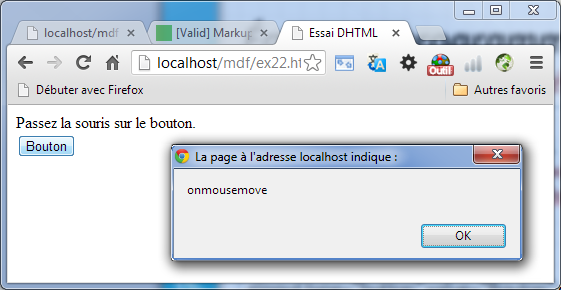 localhost/mdf
[Valid] Markup
Essai DHTML
localhost/mdf/ex22.ht
Outil
Débuter avec Firefox
Autres favoris
Passez la souris sur le bouton.
Bouton
La page à l'adresse localhost indique :
onmousemove
OK